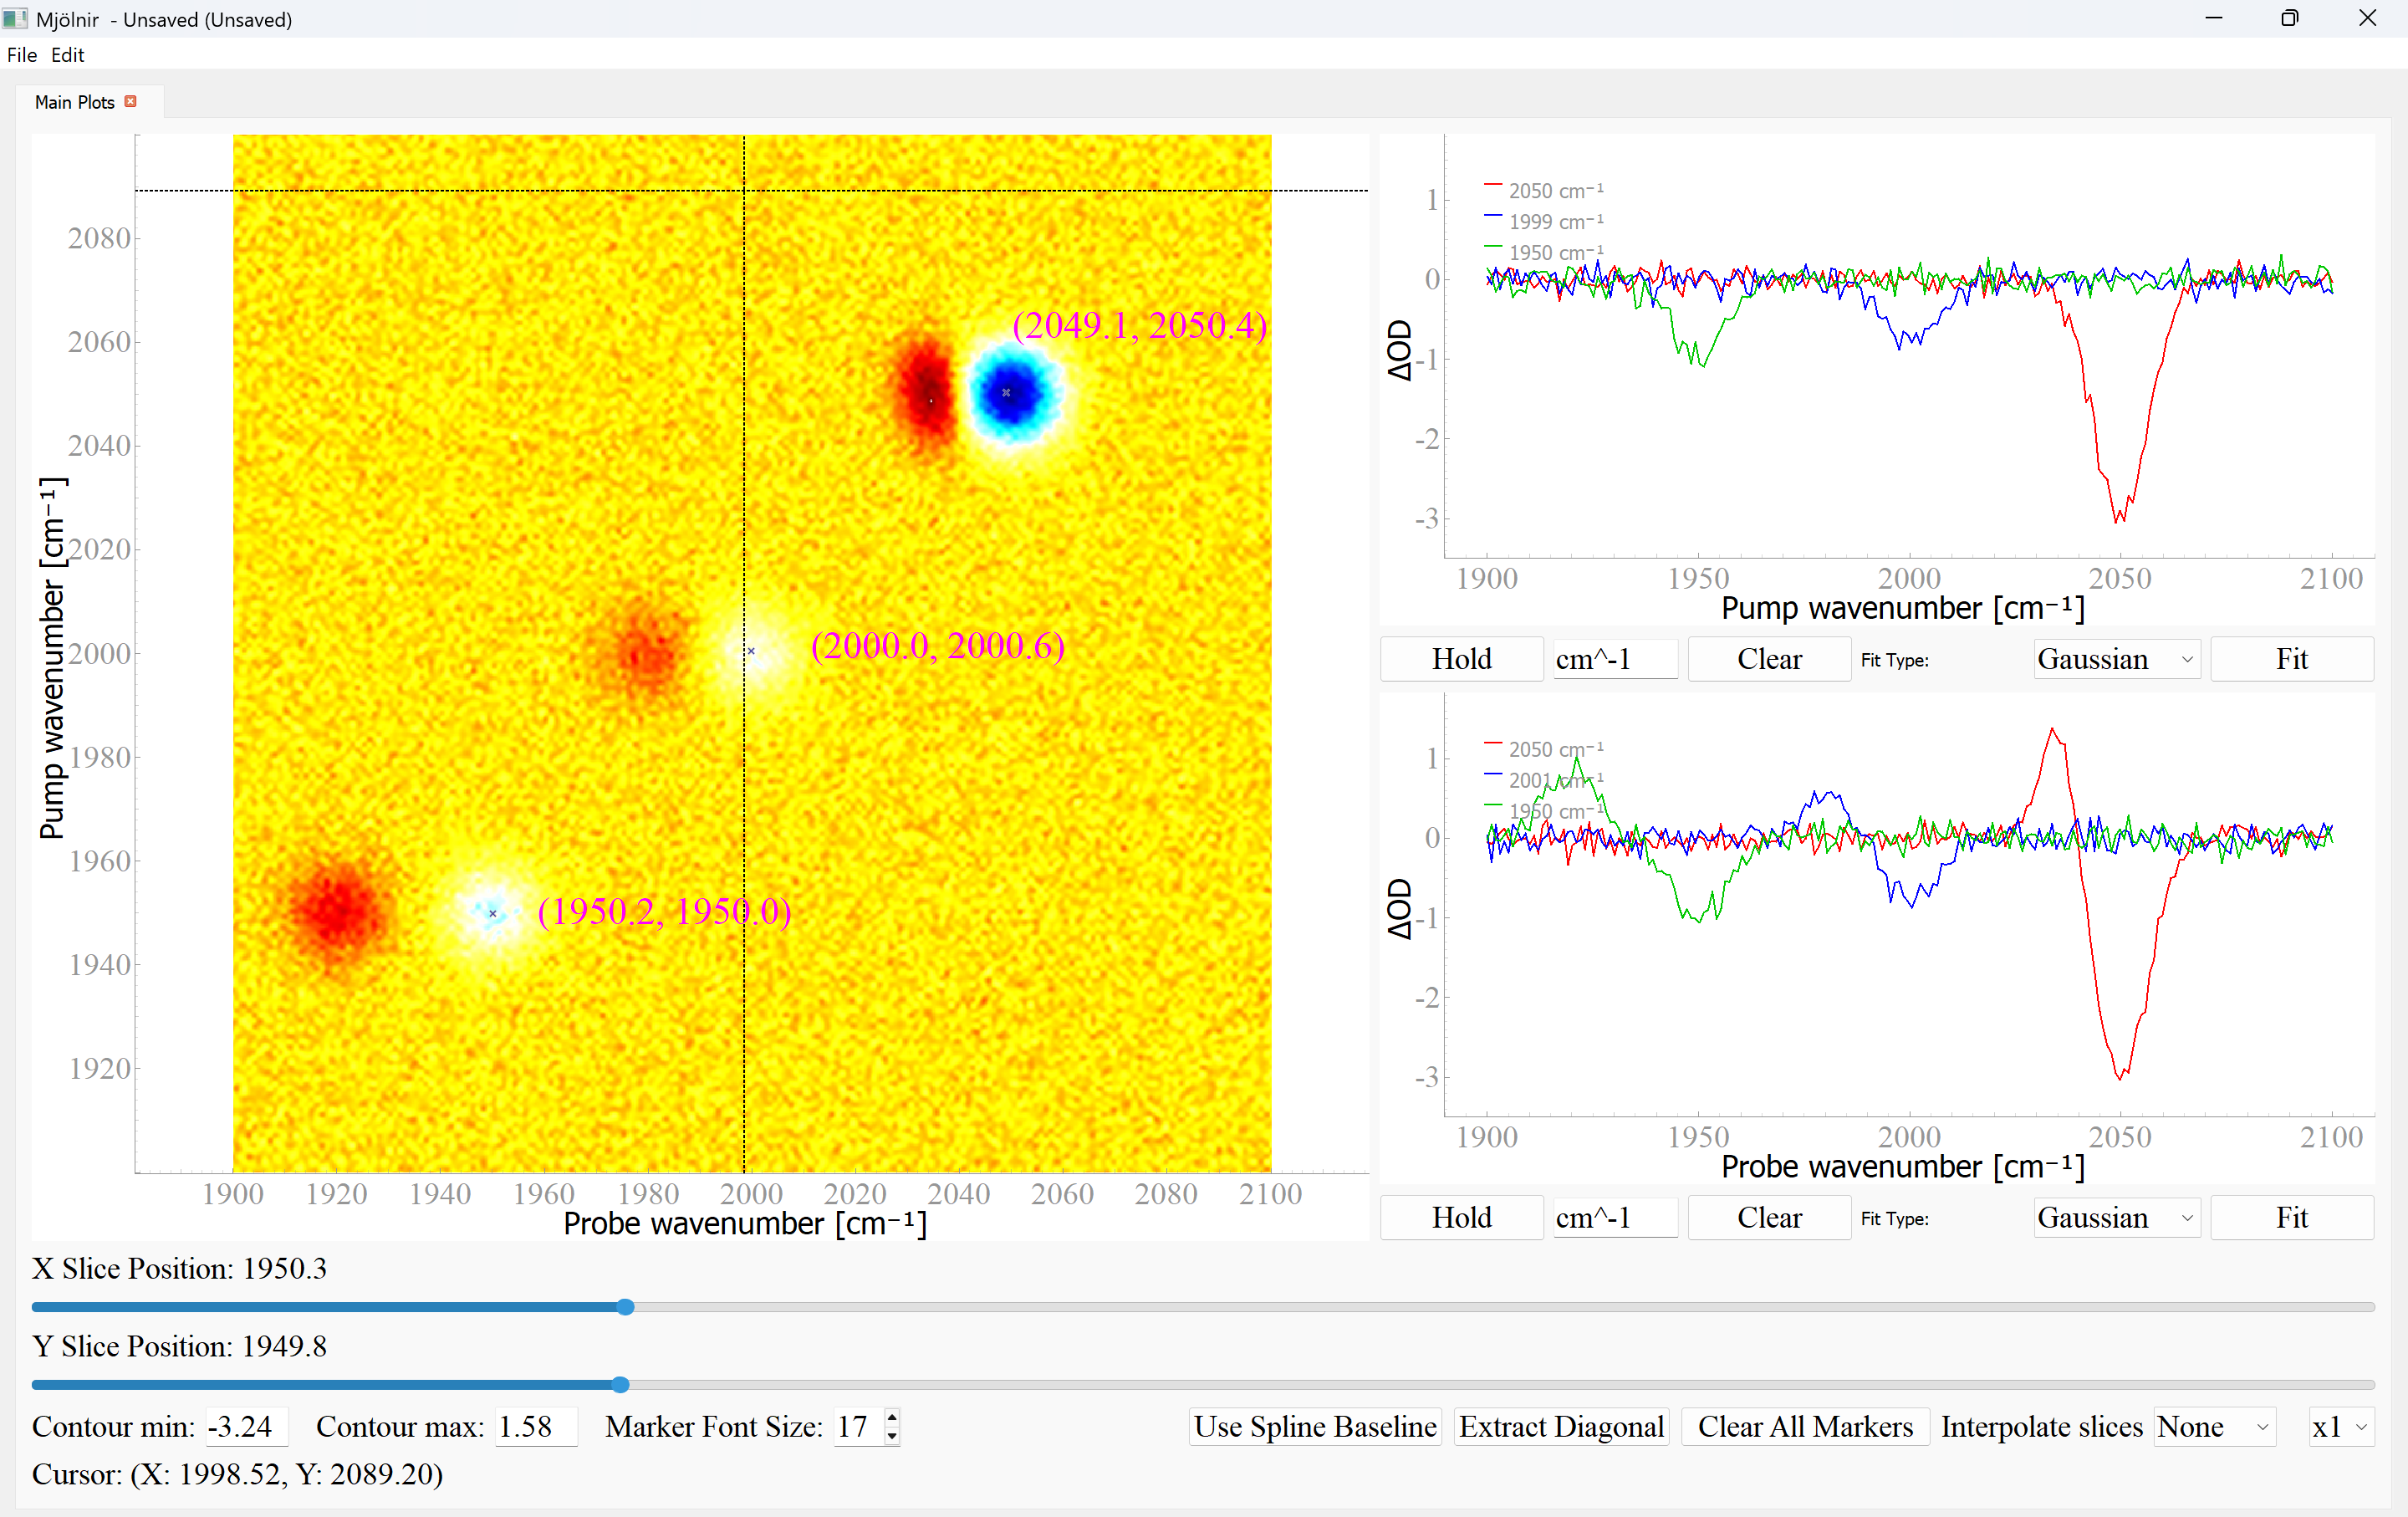 Mjölnir - Unsaved (Unsaved)
File Edit
Main Plots
2080
2060
2040
2020
2000
1980
1960
1940
1920
Pump wavenumber [cm⁻¹]
(2049.1, 2050.4)
(2000.0, 2000.6)
(1950.2, 1950.0)
1900 1920 1940 1960 1980 2000 2020 2040 2060 2080 2100
Probe wavenumber [cm⁻¹]
2050 cm⁻¹
1999 cm⁻¹
1950 cm⁻¹
1
0
-1
-2
-3
ΔOD
1900 1950 2000 2050 2100
Pump wavenumber [cm⁻¹]
Hold cm^-1 Clear Fit Type: Gaussian Fit
2050 cm⁻¹
2001 cm⁻¹
1950 cm⁻¹
1
0
-1
-2
-3
ΔOD
1900 1950 2000 2050 2100
Probe wavenumber [cm⁻¹]
Hold cm^-1 Clear Fit Type: Gaussian Fit
X Slice Position: 1950.3
Y Slice Position: 1949.8
Contour min: -3.24 Contour max: 1.58 Marker Font Size: 17 Use Spline Baseline Extract Diagonal Clear All Markers Interpolate slices None x1
Cursor: (X: 1998.52, Y: 2089.20)